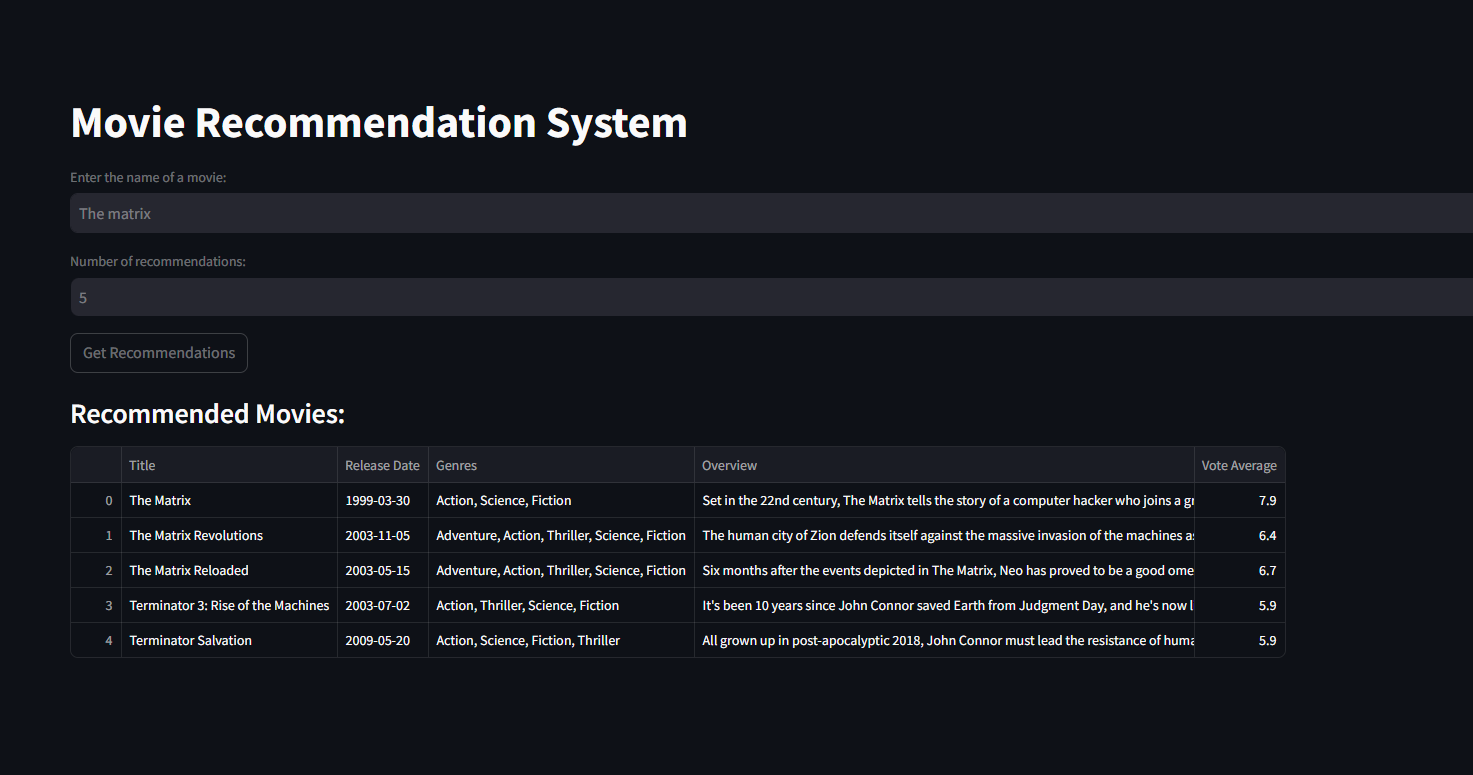 Movie Recommendation System
Enter the name of a movie:
The matrix
Number of recommendations:
5
Get Recommendations
Recommended Movies:
Title Release Date Genres Overview Vote Average
0 The Matrix 1999-03-30 Action, Science, Fiction Set in the 22nd century, The Matrix tells the story of a computer hacker who joins a 7.9
1 The Matrix Revolutions 2003-11-05 Adventure, Action, Thriller, Science, Fiction The human city of Zion defends itself against the massive invasion of the machines 6.4
2 The Matrix Reloaded 2003-05-15 Adventure, Action, Thriller, Science, Fiction Six months after the events depicted in The Matrix, Neo has proved to be a good ome 6.7
3 Terminator 3: Rise of the Machines 2003-07-02 Action, Thriller, Science, Fiction It's been 10 years since John Connor saved Earth from Judgment Day, and he's now l 5.9
4 Terminator Salvation 2009-05-20 Action, Science, Fiction, Thriller All grown up in post-apocalyptic 2018, John Connor must lead the resistance of huma 5.9